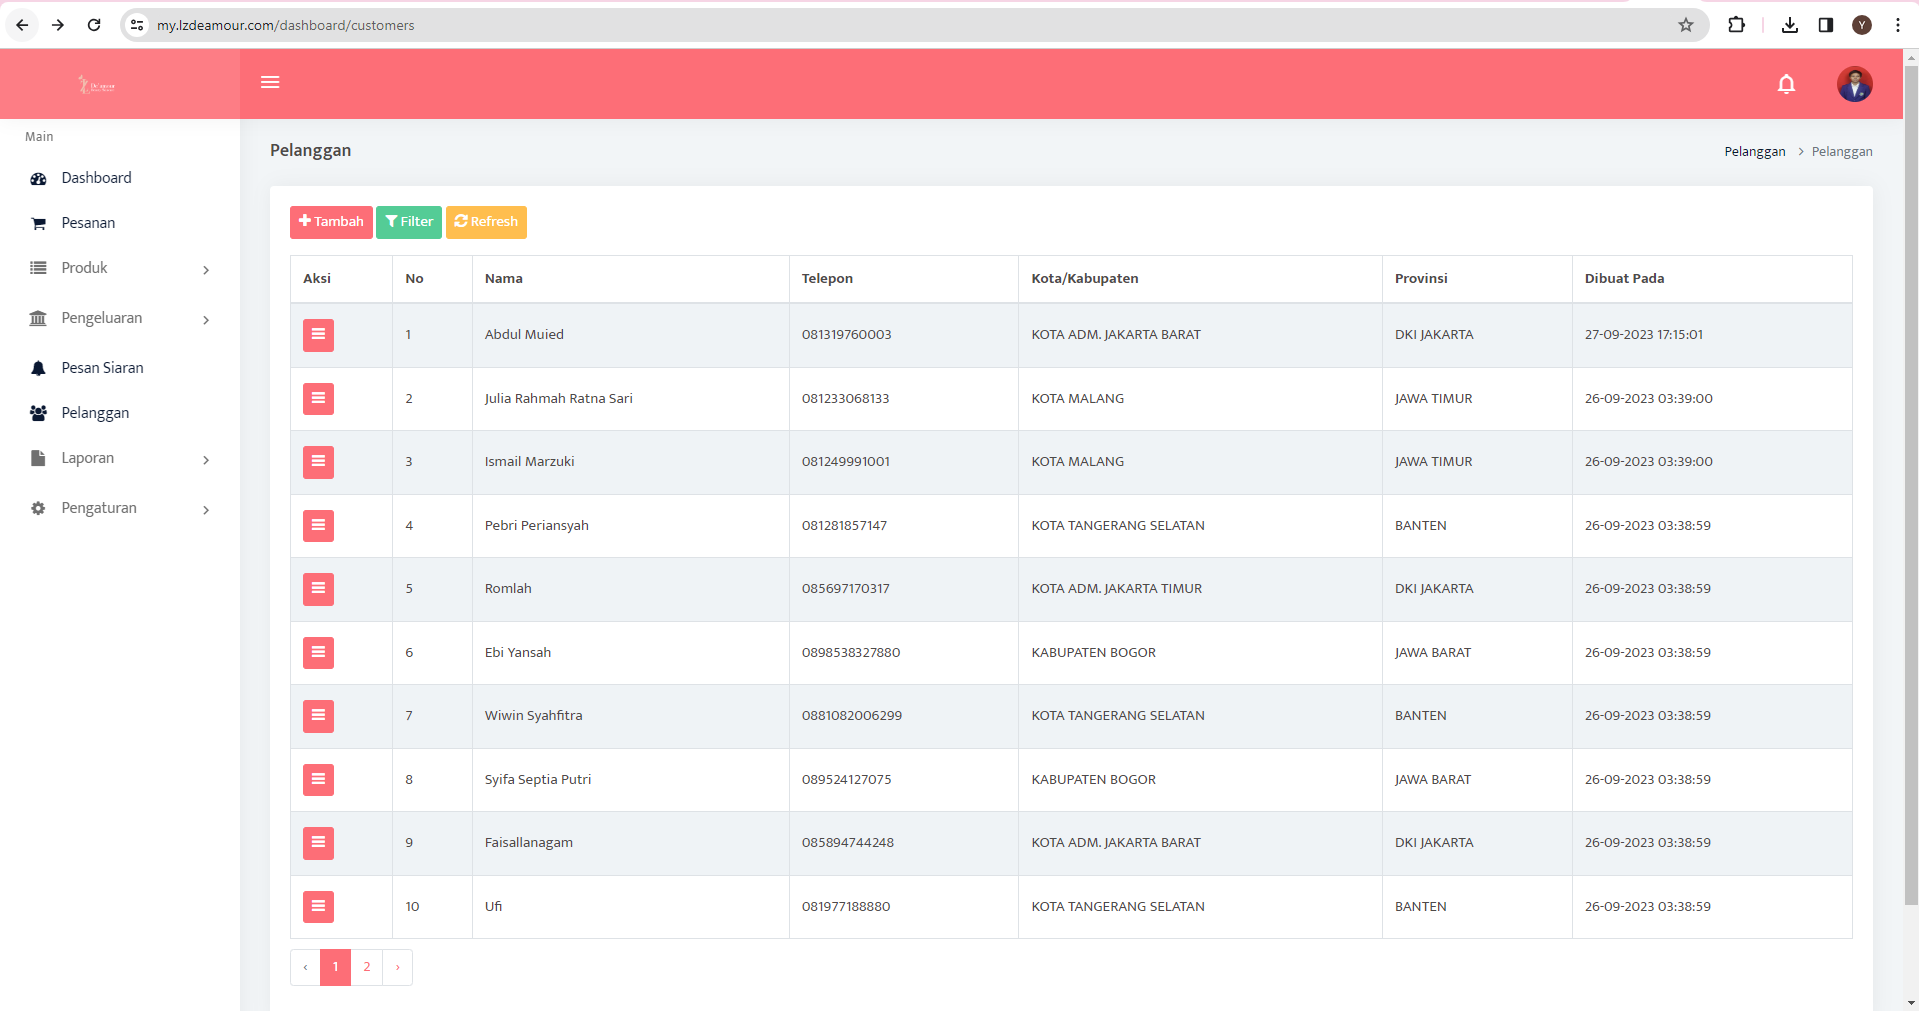 my.lzdeamour.com/dashboard/customers
Y
Main
Dashboard
Pesanan
Produk
Pengeluaran
Pesan Siaran
Pelanggan
Laporan
Pengaturan
Pelanggan
Pelanggan > Pelanggan
Tambah Filter Refresh
Aksi No Nama Telepon Kota/Kabupaten Provinsi Dibuat Pada
1 Abdul Muied 081319760003 KOTA ADM. JAKARTA BARAT DKI JAKARTA 27-09-2023 17:15:01
2 Julia Rahmah Ratna Sari 081233068133 KOTA MALANG JAWA TIMUR 26-09-2023 03:39:00
3 Ismail Marzuki 081249991001 KOTA MALANG JAWA TIMUR 26-09-2023 03:39:00
4 Pebri Periansyah 081281857147 KOTA TANGERANG SELATAN BANTEN 26-09-2023 03:38:59
5 Romlah 085697170317 KOTA ADM. JAKARTA TIMUR DKI JAKARTA 26-09-2023 03:38:59
6 Ebi Yansah 0898538327880 KABUPATEN BOGOR JAWA BARAT 26-09-2023 03:38:59
7 Wiwin Syahfitra 0881082006299 KOTA TANGERANG SELATAN BANTEN 26-09-2023 03:38:59
8 Syifa Septia Putri 089524127075 KABUPATEN BOGOR JAWA BARAT 26-09-2023 03:38:59
9 Faisallanagam 085894744248 KOTA ADM. JAKARTA BARAT DKI JAKARTA 26-09-2023 03:38:59
10 Ufi 081977188880 KOTA TANGERANG SELATAN BANTEN 26-09-2023 03:38:59
‹ 1 2 ›